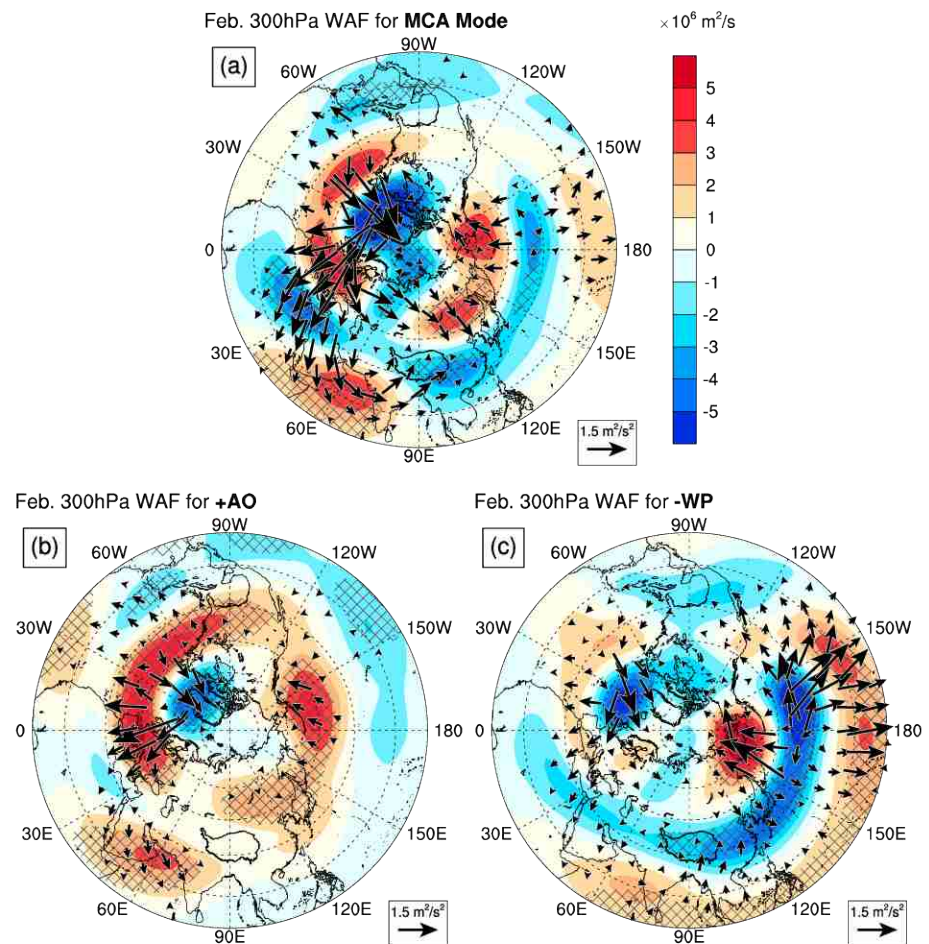 Feb. 300hPa WAF for MCA Mode
×10⁶ m²/s
(a)
90W
60W
120W
30W
150W
0
180
30E
150E
60E
120E
90E
5
4
3
2
1
0
-1
-2
-3
-4
-5
1.5 m²/s²
Feb. 300hPa WAF for +AO
(b)
90W
60W
120W
30W
150W
0
180
30E
150E
60E
120E
90E
1.5 m²/s²
Feb. 300hPa WAF for -WP
(c)
90W
60W
120W
30W
150W
0
180
30E
150E
60E
120E
90E
1.5 m²/s²